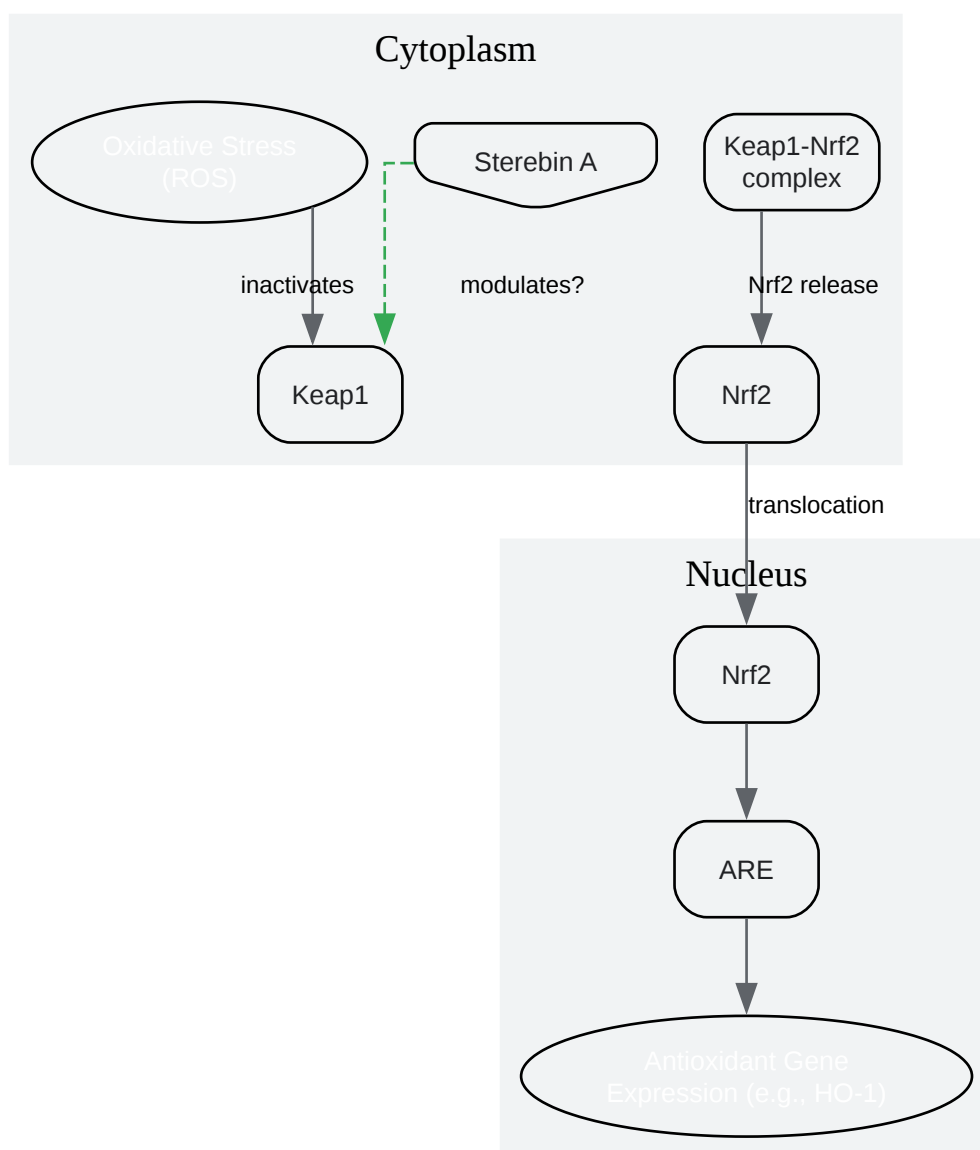 Cytoplasm
Oxidative Stress
(ROS)
Sterebin A
Keap1-Nrf2
complex
inactivates
modulates?
Nrf2 release
Keap1
Nrf2
translocation
Nucleus
Nrf2
ARE
Antioxidant Gene
Expression (e.g., HO-1)